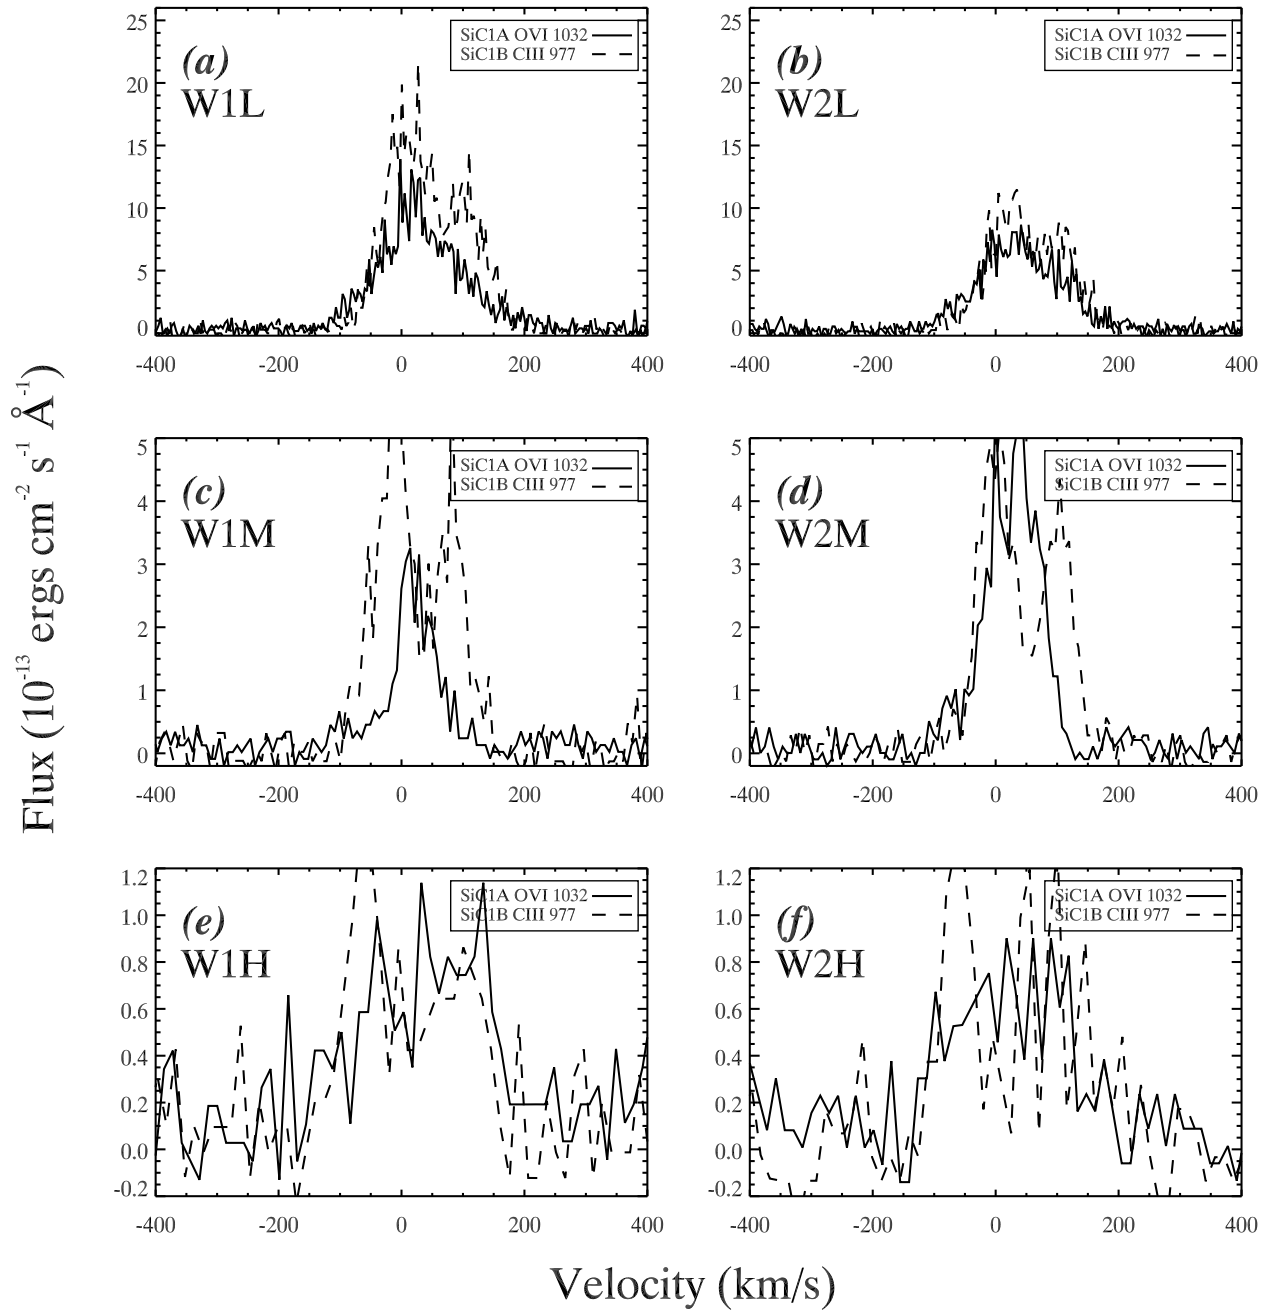 SiC1A OVI 1032
SiC1B CIII 977
(a)
W1L
25
20
15
10
5
0
-400 -200 0 200 400
SiC1A OVI 1032
SiC1B CIII 977
(b)
W2L
25
20
15
10
5
0
-400 -200 0 200 400
SiC1A OVI 1032
SiC1B CIII 977
(c)
W1M
5
4
3
2
1
0
-400 -200 0 200 400
SiC1A OVI 1032
SiC1B CIII 977
(d)
W2M
5
4
3
2
1
0
-400 -200 0 200 400
SiC1A OVI 1032
SiC1B CIII 977
(e)
W1H
1.2
1.0
0.8
0.6
0.4
0.2
0.0
-0.2
-400 -200 0 200 400
SiC1A OVI 1032
SiC1B CIII 977
(f)
W2H
1.2
1.0
0.8
0.6
0.4
0.2
0.0
-0.2
-400 -200 0 200 400
Flux (10⁻¹³ ergs cm⁻² s⁻¹ Å⁻¹)
Velocity (km/s)